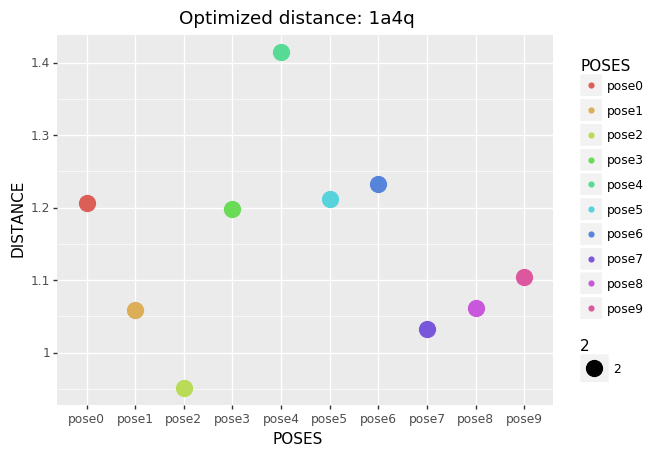 Optimized distance: 1a4q
DISTANCE
1.4
1.3
1.2
1.1
1
pose0 pose1 pose2 pose3 pose4 pose5 pose6 pose7 pose8 pose9
POSES
POSES
pose0
pose1
pose2
pose3
pose4
pose5
pose6
pose7
pose8
pose9
2
2